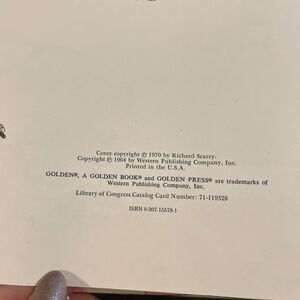 Cover copyright © 1970 by Richard Scarry.
Copyright © 1964 by Western Publishing Company, Inc.
Printed in the U.S.A.
GOLDEN®, A GOLDEN BOOK® and GOLDEN PRESS® are trademarks of
Western Publishing Company, Inc.
Library of Congress Catalog Card Number: 71-119328
ISBN 0-307-15578-1